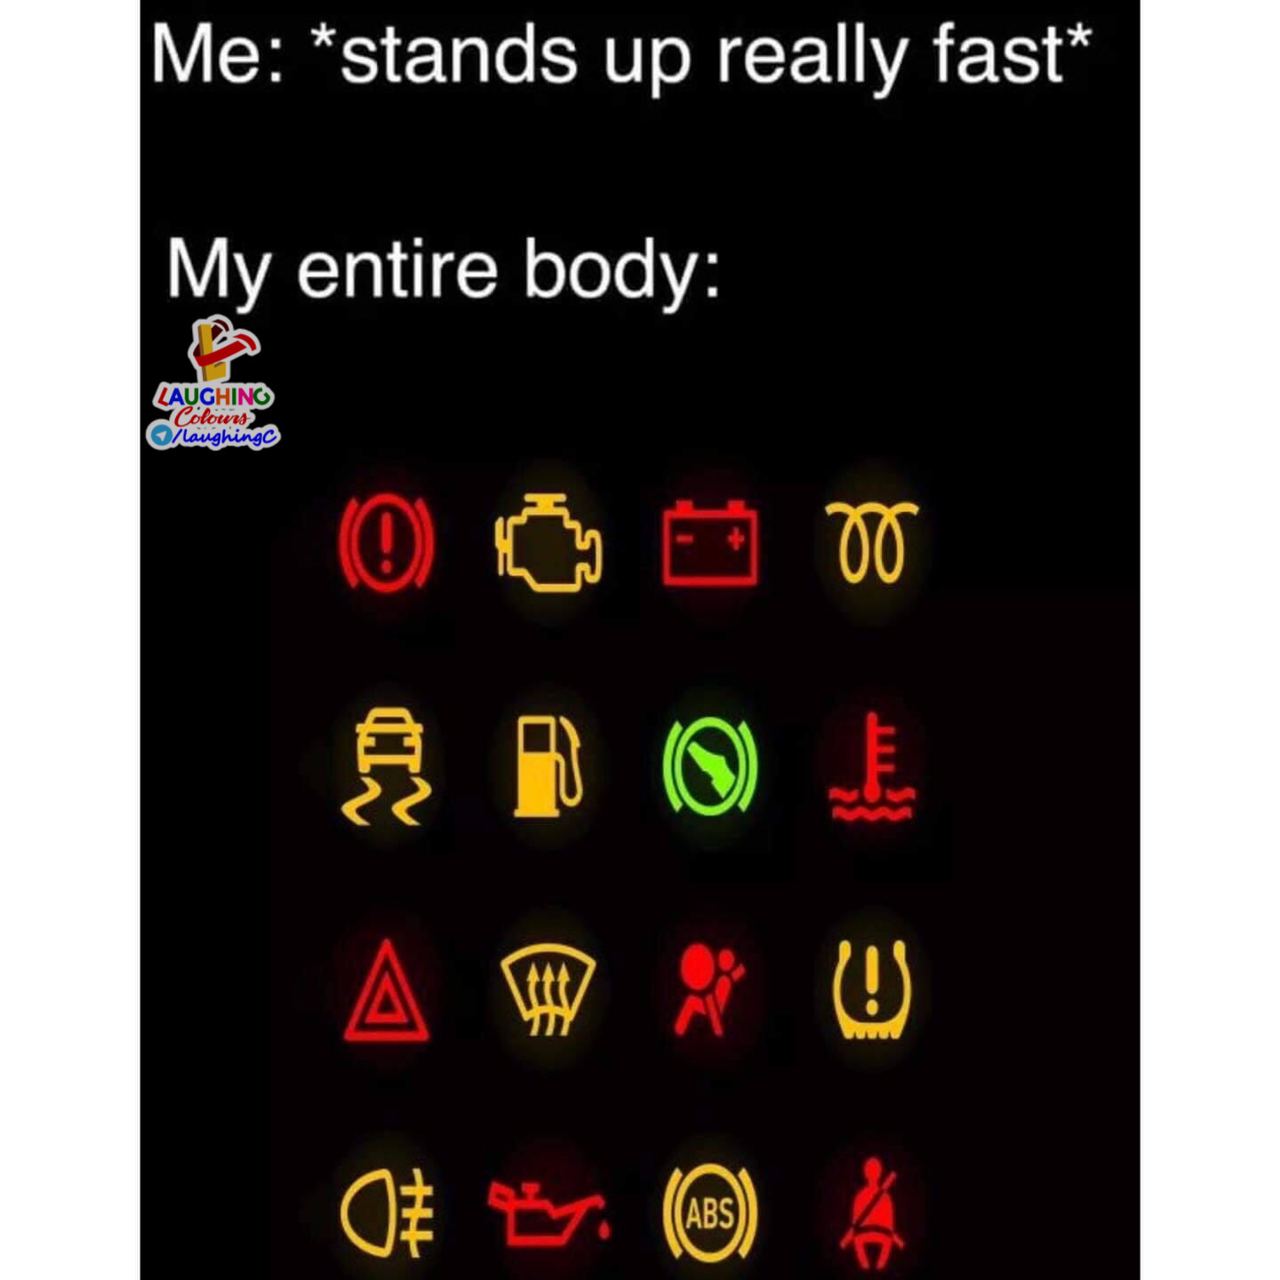 Me: *stands up really fast*
My entire body:
LAUGHING
Colours
/laughingC
- +
!
!
ABS